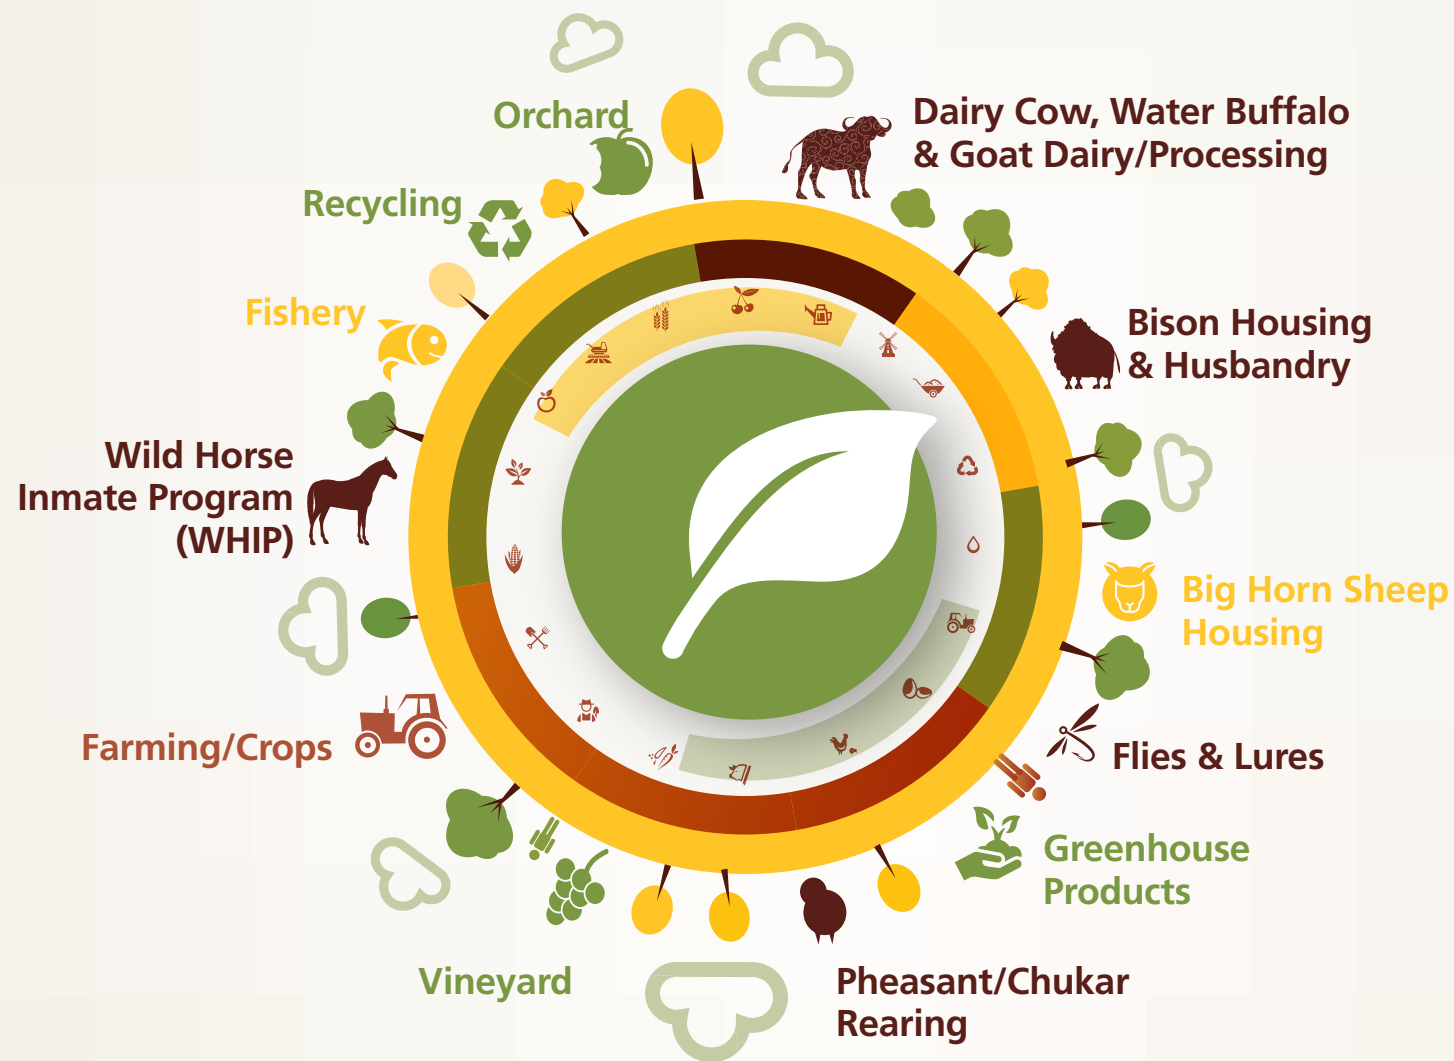 Orchard
Dairy Cow, Water Buffalo
& Goat Dairy/Processing
Recycling
Fishery
Bison Housing
& Husbandry
Wild Horse
Inmate Program
(WHIP)
Big Horn Sheep
Housing
Farming/Crops
Flies & Lures
Greenhouse
Products
Vineyard
Pheasant/Chukar
Rearing